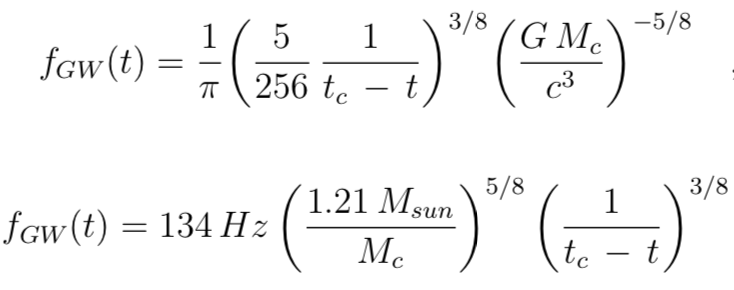 f_{GW}(t) = \frac{1}{\pi} \left( \frac{5}{256} \frac{1}{t_c - t} \right)^{3/8} \left( \frac{G M_c}{c^3} \right)^{-5/8} ,
f_{GW}(t) = 134 Hz \left( \frac{1.21 M_{sun}}{M_c} \right)^{5/8} \left( \frac{1}{t_c - t} \right)^{3/8}